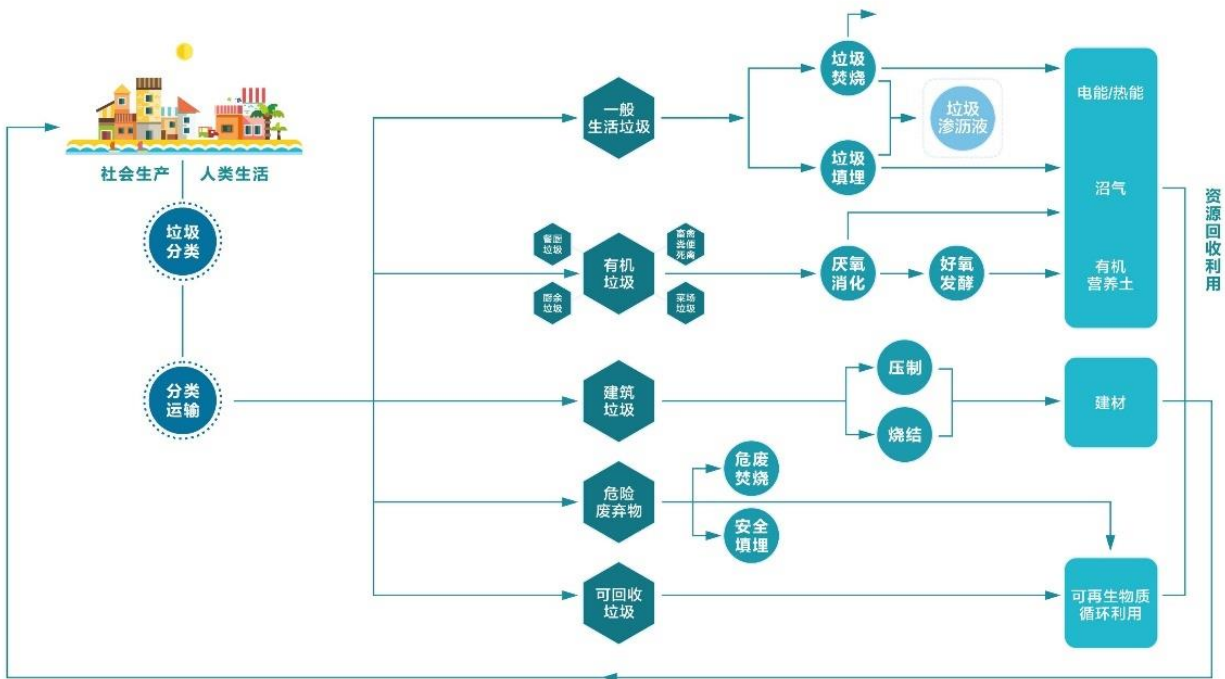 社会生产
人类生活
垃圾
分类
分类
运输
一般
生活垃圾
垃圾
焚烧
垃圾
填埋
垃圾
渗沥液
餐厨
垃圾
厨余
垃圾
有机
垃圾
畜禽
粪便
死禽
菜场
垃圾
厌氧
消化
好氧
发酵
电能/热能
沼气
有机
营养土
建筑
垃圾
压制
烧结
建材
危险
废弃物
危废
焚烧
安全
填埋
可回收
垃圾
可再生物质
循环利用
资源回收利用